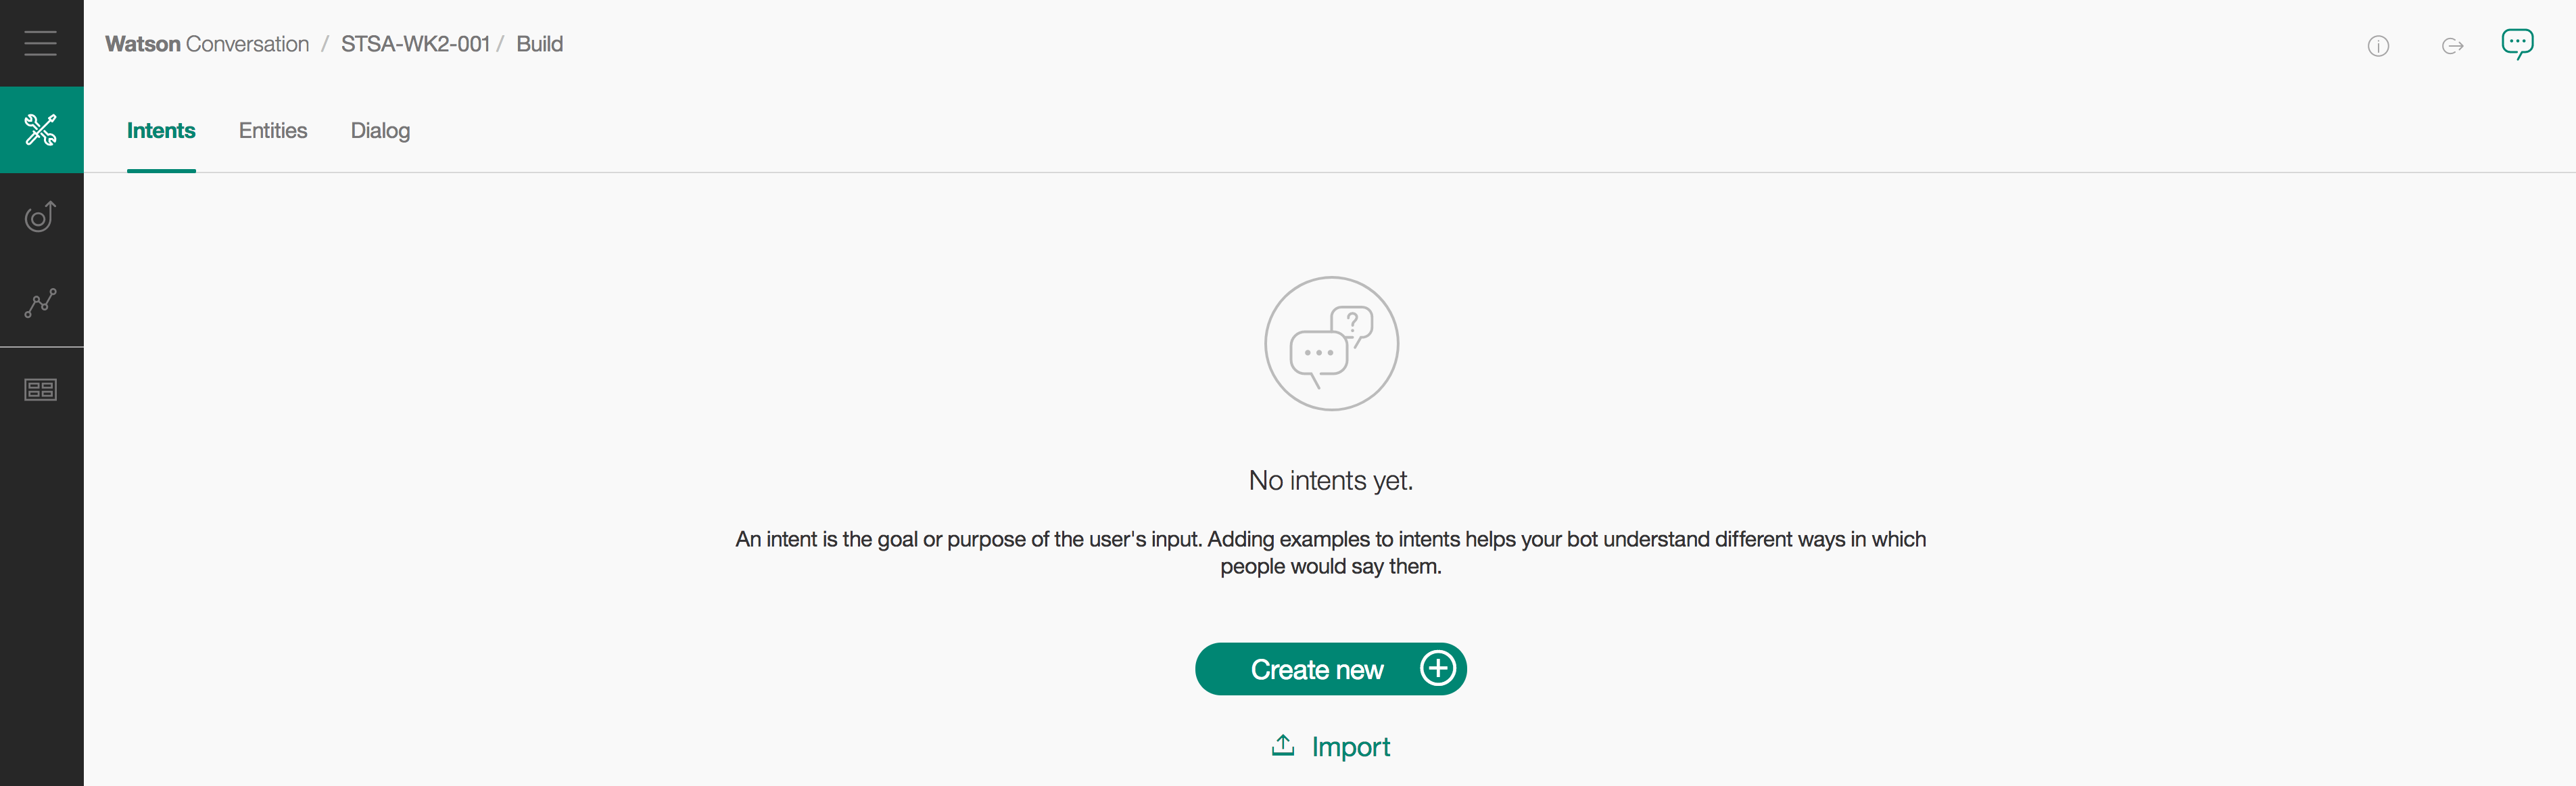 Watson Conversation / STSA-WK2-001 / Build
Intents Entities Dialog
?
No intents yet.
An intent is the goal or purpose of the user's input. Adding examples to intents helps your bot understand different ways in which
people would say them.
Create new
Import